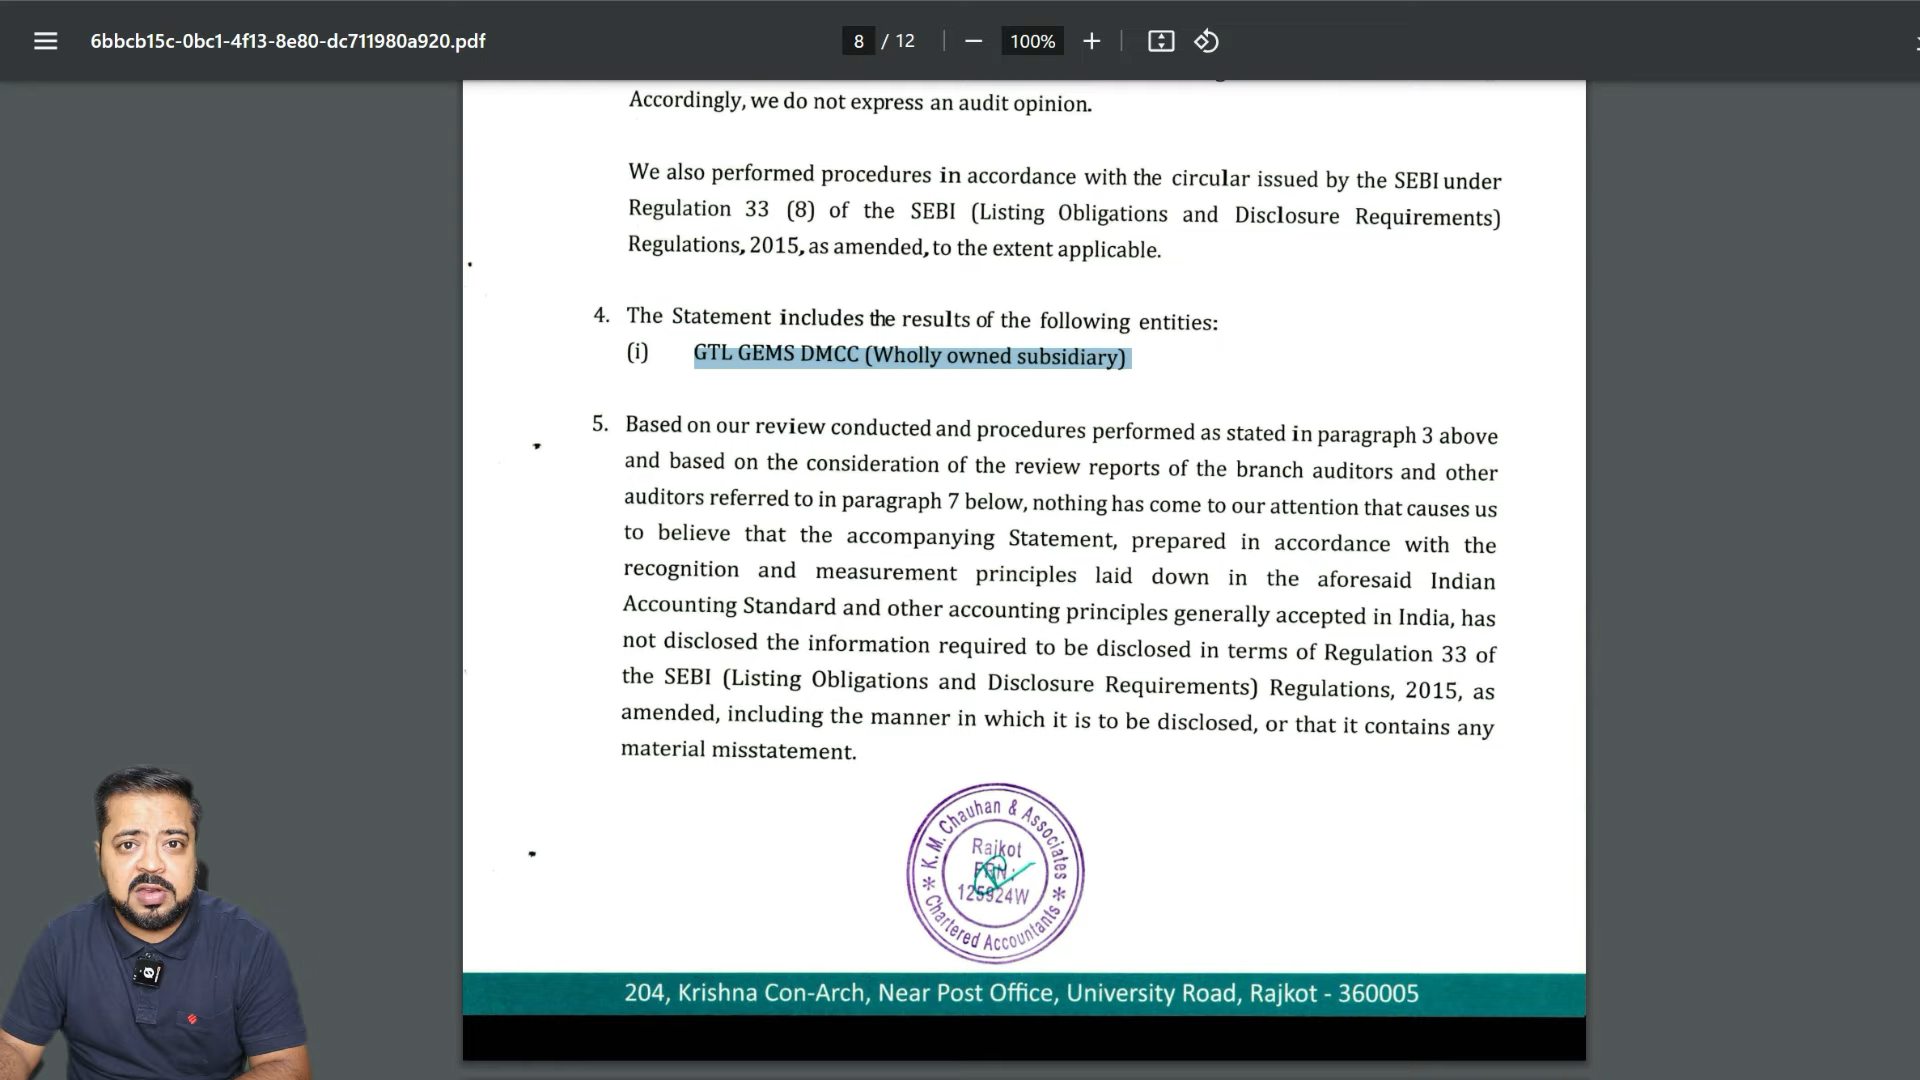 6bbcb15c-0bc1-4f13-8e80-dc711980a920.pdf
8 / 12
100%
Accordingly, we do not express an audit opinion.
We also performed procedures in accordance with the circular issued by the SEBI under
Regulation 33 (8) of the SEBI (Listing Obligations and Disclosure Requirements)
Regulations, 2015, as amended, to the extent applicable.
4. The Statement includes the results of the following entities:
(i) GTL GEMS DMCC (Wholly owned subsidiary)
5. Based on our review conducted and procedures performed as stated in paragraph 3 above
and based on the consideration of the review reports of the branch auditors and other
auditors referred to in paragraph 7 below, nothing has come to our attention that causes us
to believe that the accompanying Statement, prepared in accordance with the
recognition and measurement principles laid down in the aforesaid Indian
Accounting Standard and other accounting principles generally accepted in India, has
not disclosed the information required to be disclosed in terms of Regulation 33 of
the SEBI (Listing Obligations and Disclosure Requirements) Regulations, 2015, as
amended, including the manner in which it is to be disclosed, or that it contains any
material misstatement.
K. M. Chauhan & Associates
Rajkot
FRN:
125924W
* Chartered Accountants *
204, Krishna Con-Arch, Near Post Office, University Road, Rajkot - 360005